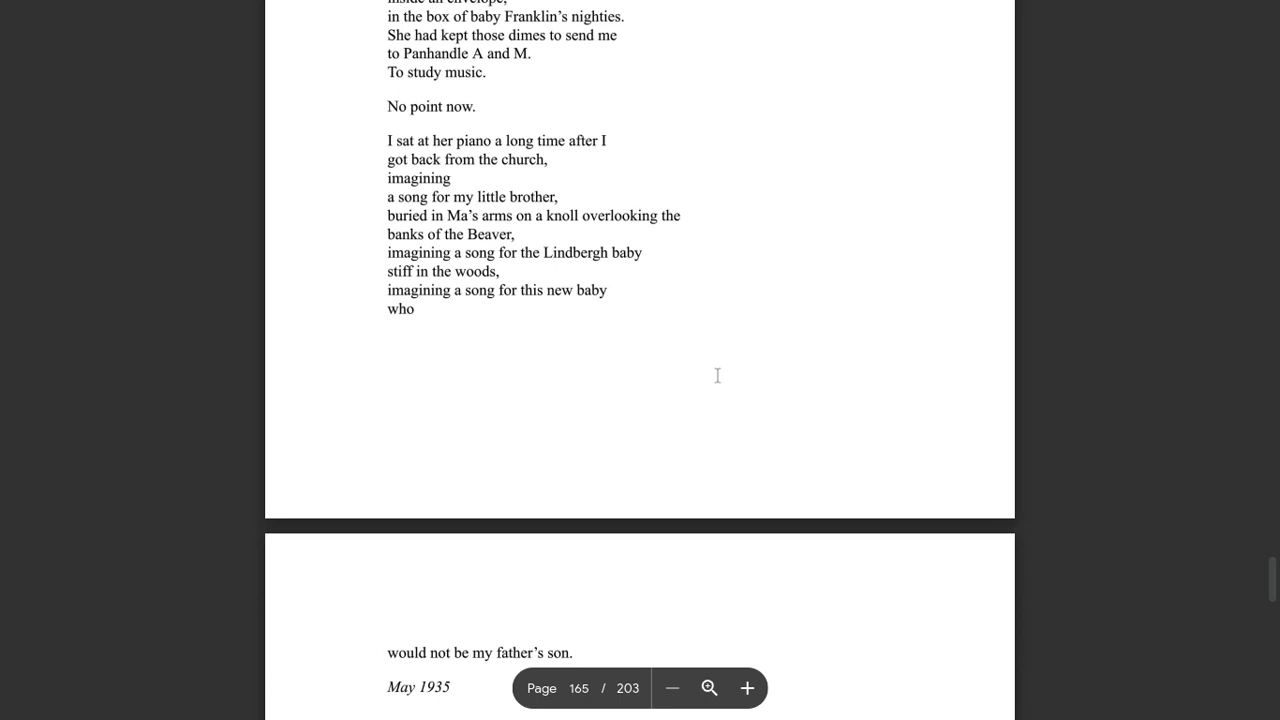 inside an envelope,
in the box of baby Franklin’s nighties.
She had kept those dimes to send me
to Panhandle A and M.
To study music.
No point now.
I sat at her piano a long time after I
got back from the church,
imagining
a song for my little brother,
buried in Ma’s arms on a knoll overlooking the
banks of the Beaver,
imagining a song for the Lindbergh baby
stiff in the woods,
imagining a song for this new baby
who
would not be my father’s son.
May 1935
Page 165 / 203